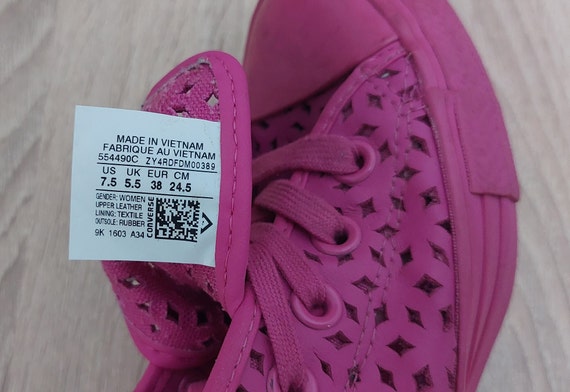 MADE IN VIETNAM
FABRIQUE AU VIETNAM
554490C ZY4RDFDM00389
US UK EUR CM
7.5 5.5 38 24.5
GENDER: WOMEN
UPPER: LEATHER
LINING: TEXTILE
OUTSOLE: RUBBER
CONVERSE
9K 1603 A34